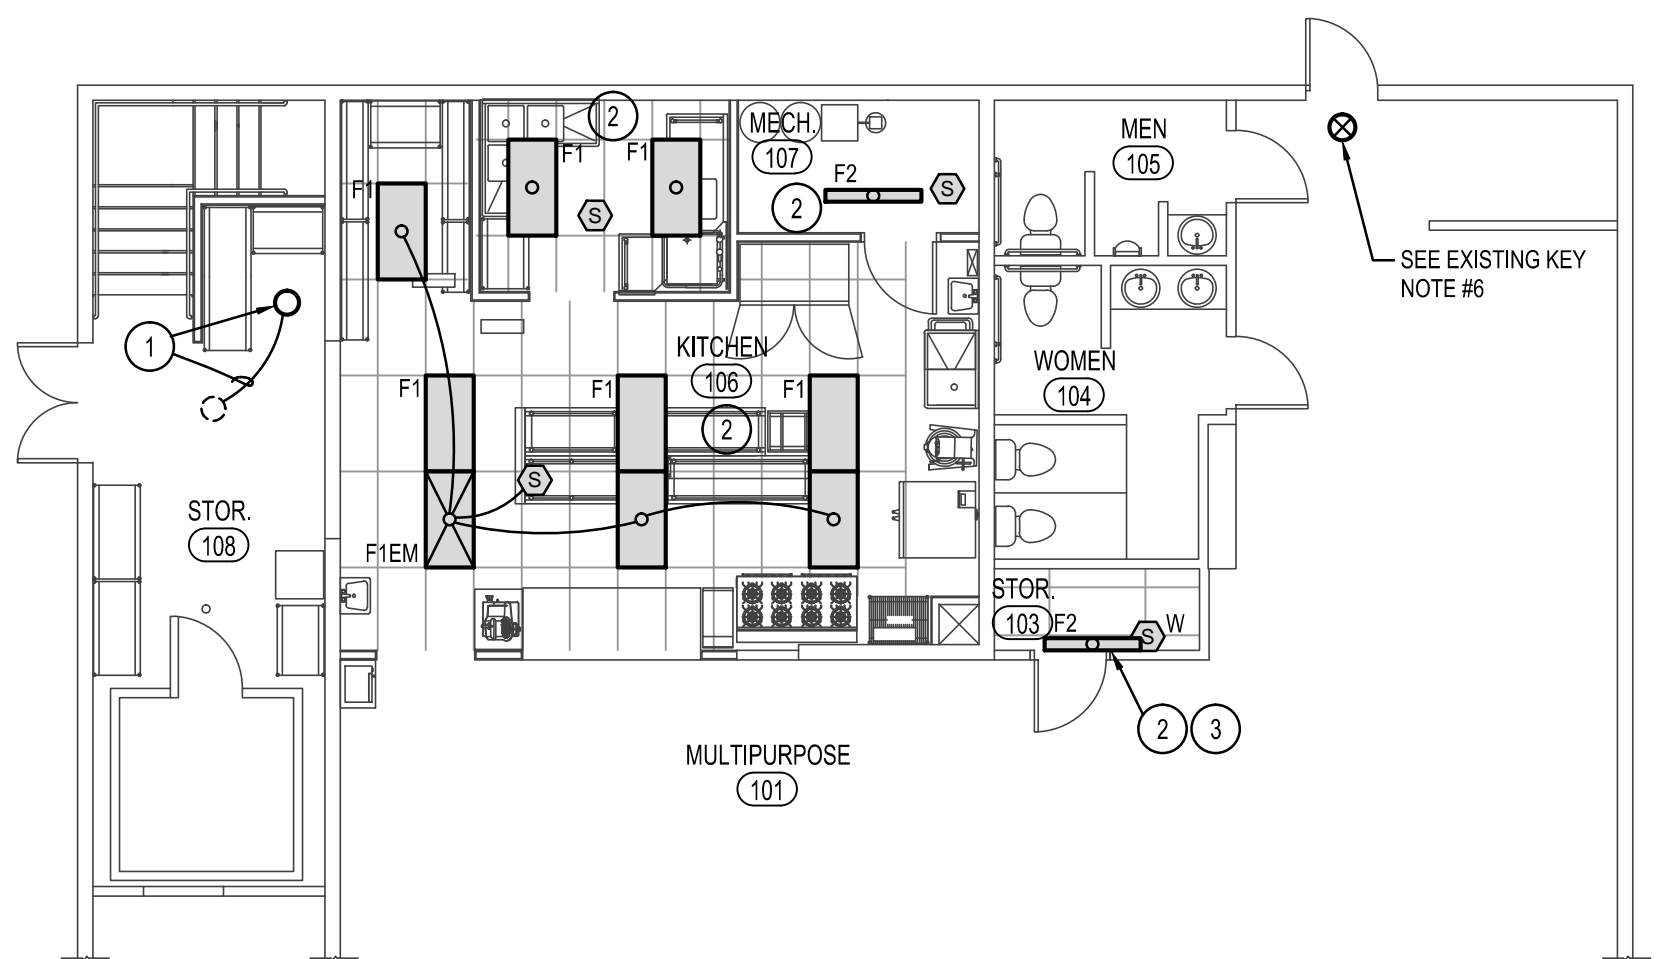 2
F1
F1
MECH.
107
F2
S
2
S
MEN
105
F1
SEE EXISTING KEY
NOTE #6
1
KITCHEN
106
WOMEN
104
F1
F1
F1
2
S
STOR.
108
F1EM
STOR.
103
F2
S
W
2
3
MULTIPURPOSE
101